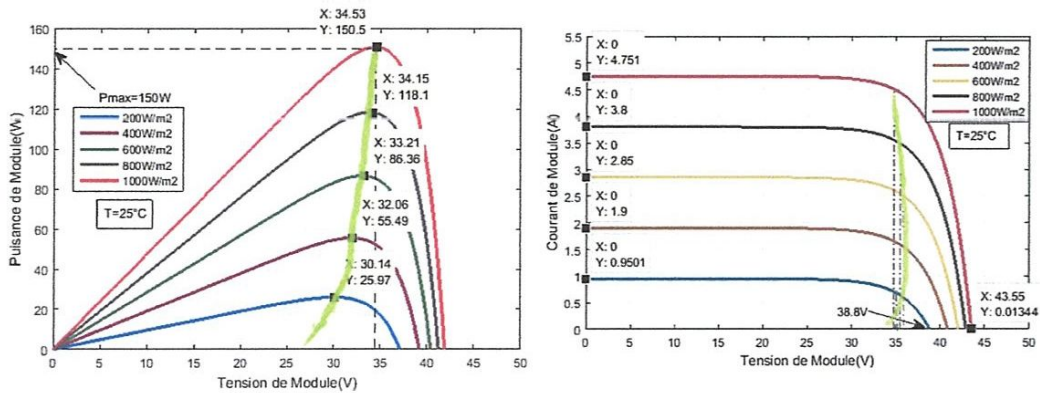 X: 34.53
Y: 150.5
160
140
120
100
80
60
40
20
0
Puisance de Module(W)
Pmax=150W
200W/m2
400W/m2
600W/m2
800W/m2
1000W/m2
T=25°C
X: 34.15
Y: 118.1
X: 33.21
Y: 86.36
X: 32.06
Y: 55.49
X: 30.14
Y: 25.97
0 5 10 15 20 25 30 35 40 45 50
Tension de Module(V)
5.5
5
4.5
4
3.5
3
2.5
2
1.5
1
0.5
0
Courant de Module(A)
X: 0
Y: 4.751
X: 0
Y: 3.8
X: 0
Y: 2.85
X: 0
Y: 1.9
X: 0
Y: 0.9501
200W/m2
400W/m2
600W/m2
800W/m2
1000W/m2
T=25°C
38.8V
X: 43.55
Y: 0.01344
0 5 10 15 20 25 30 35 40 45 50
Tension de Module(V)